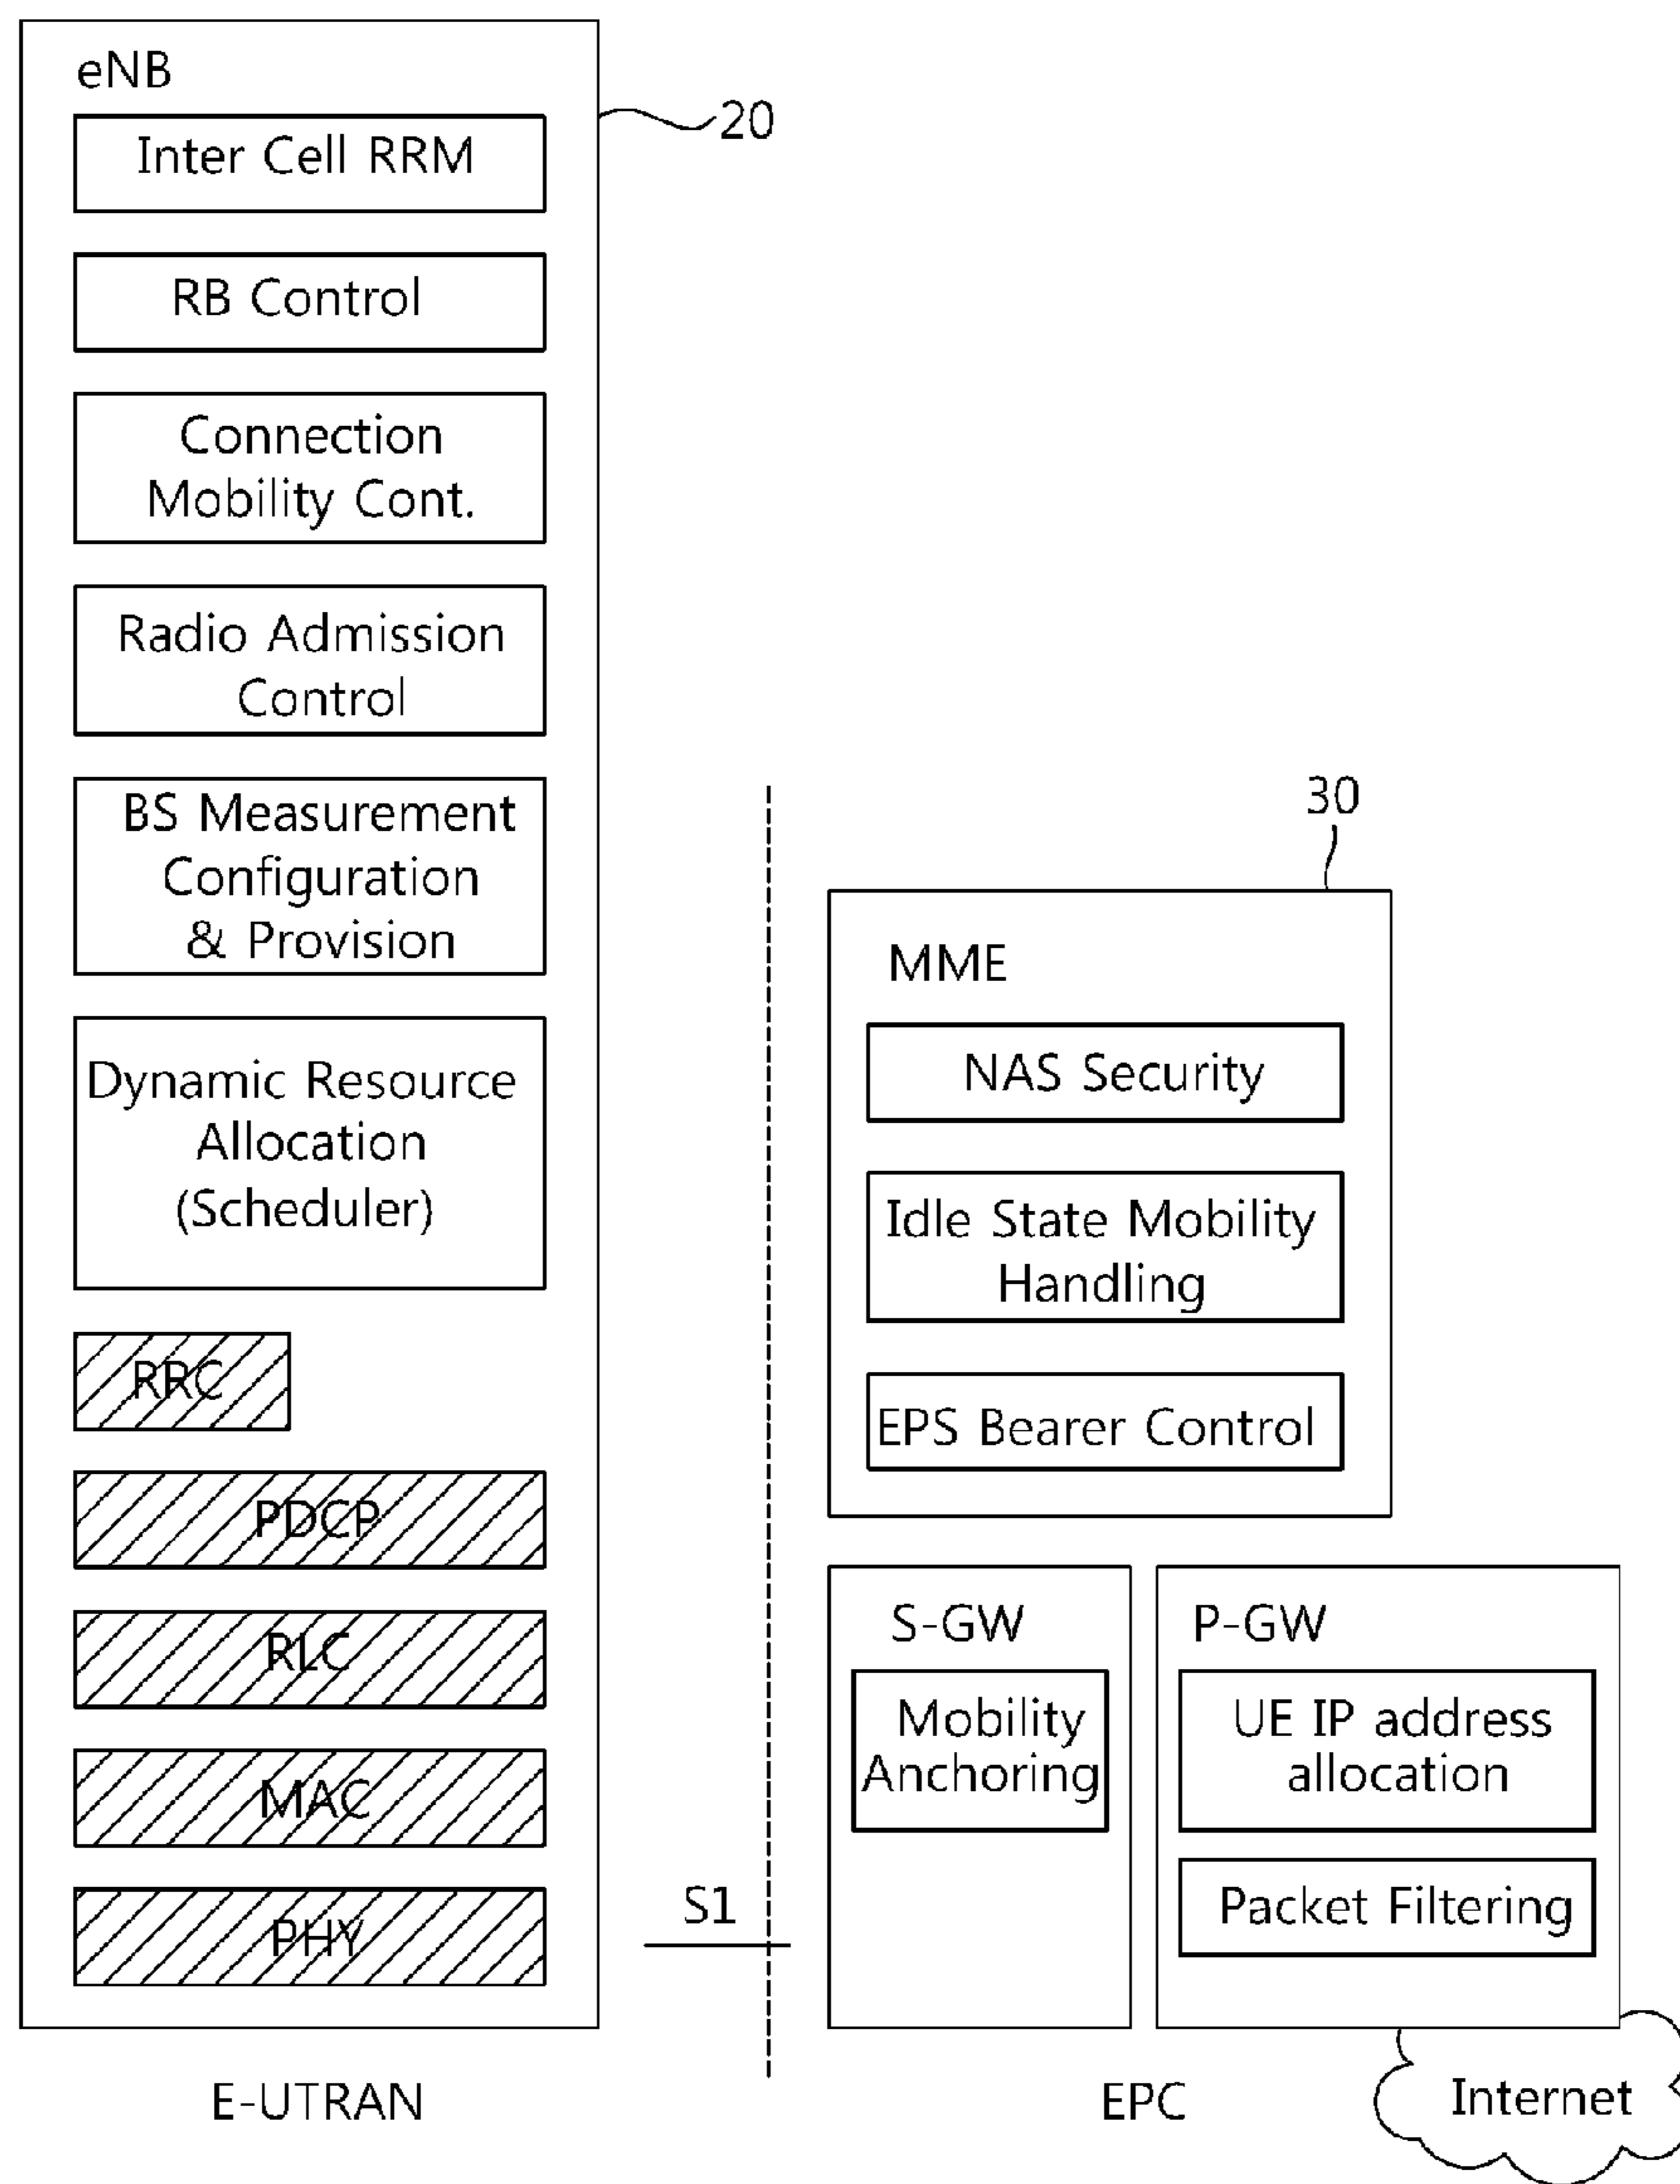 eNB
20
Inter Cell RRM
RB Control
Connection
Mobility Cont.
Radio Admission
Control
BS Measurement
Configuration
& Provision
Dynamic Resource
Allocation
(Scheduler)
RRC
PDCP
RLC
MAC
PHY
S1
E-UTRAN
30
MME
NAS Security
Idle State Mobility
Handling
EPS Bearer Control
S-GW
Mobility
Anchoring
P-GW
UE IP address
allocation
Packet Filtering
EPC
Internet